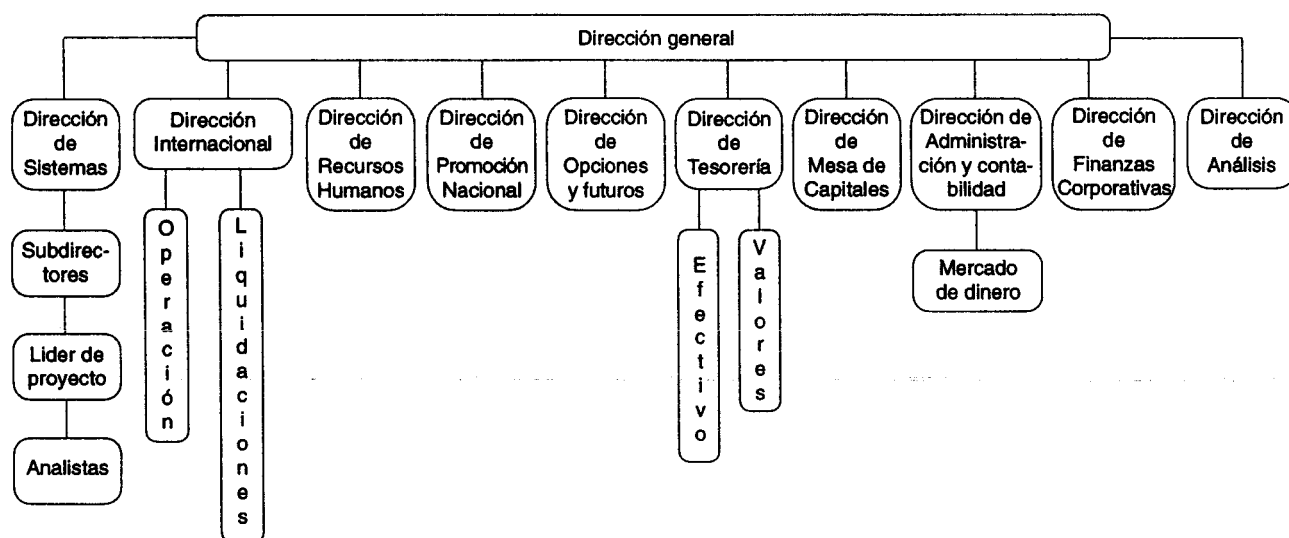 Dirección general
Dirección
de
Sistemas
Dirección
Internacional
Dirección
de
Recursos
Humanos
Dirección
de
Promoción
Nacional
Dirección
de
Opciones
y futuros
Dirección
de
Tesorería
Dirección
de
Mesa de
Capitales
Dirección de
Administra-
ción y conta-
bilidad
Dirección
de
Finanzas
Corporativas
Dirección
de
Análisis
Subdirec-
tores
Lider de
proyecto
Analistas
Operación
Liquidaciones
Efectivo
Valores
Mercado
de dinero